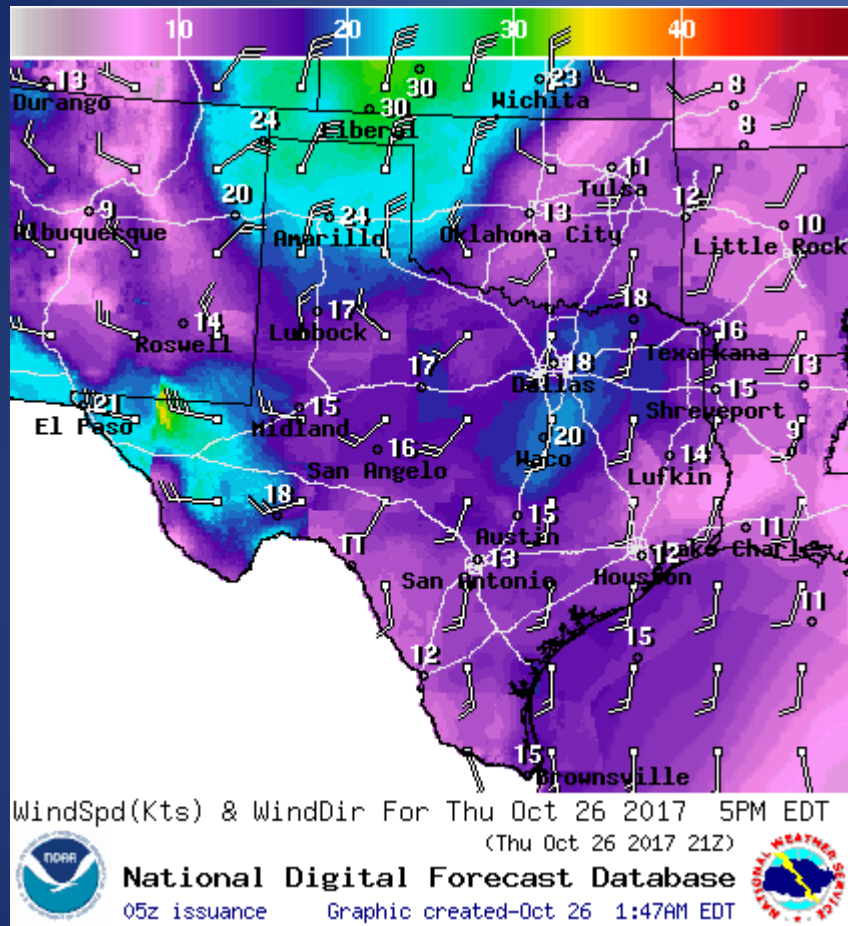 10 20 30 40
13 30 23 8
Durango Wichita
30
Liberal
24 8
11
Tulsa
9 20 24 13 12 10
Albuquerque Amarillo Oklahoma City Little Rock
14 17 18 16
Roswell Lubbock Texarkana
17 18 15 13
Dallas
21 15 Shreveport
El Paso Midland
16 20 14 9
San Angelo Waco Lufkin
18 15 11
Austin
11 13 12 Lake Charles
San Antonio Houston
11
15
12
15
Brownsville
WindSpd(Kts) & WindDir For Thu Oct 26 2017 5PM EDT
(Thu Oct 26 2017 21Z)
NOAA
National Digital Forecast Database
NATIONAL WEATHER SERVICE
05z issuance Graphic created-Oct 26 1:47AM EDT